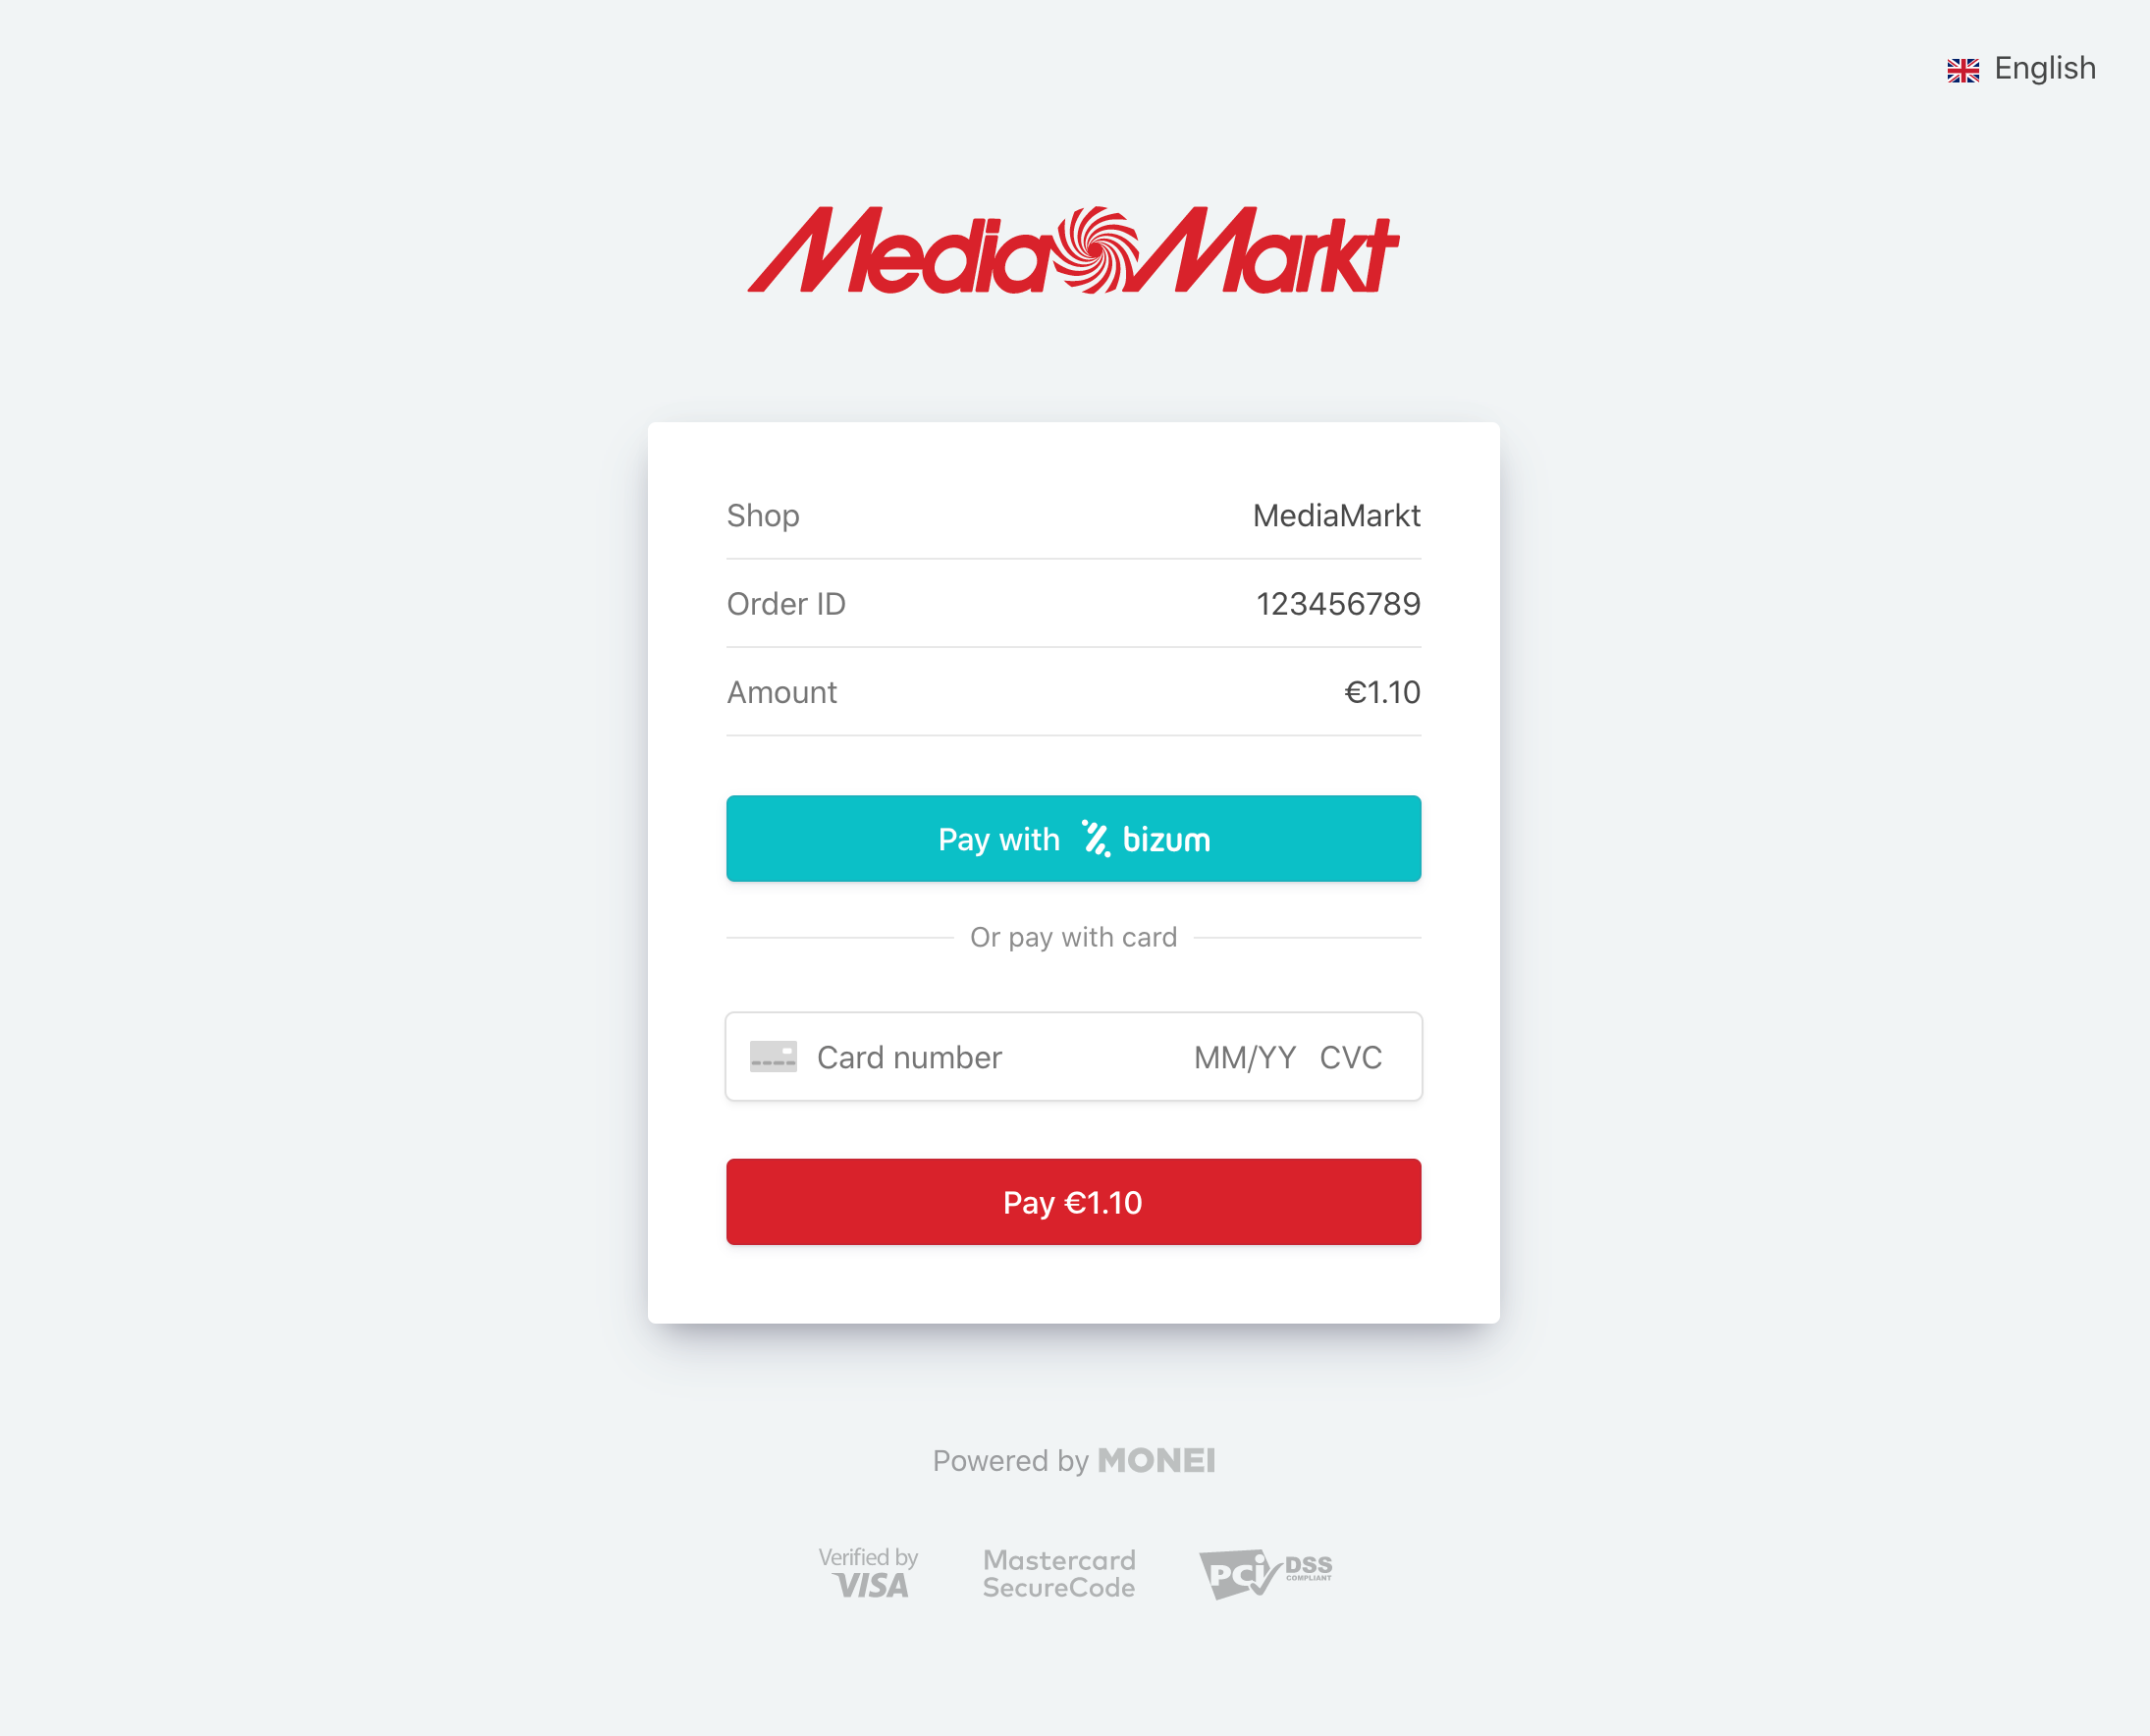 English
MediaMarkt
Shop MediaMarkt
Order ID 123456789
Amount €1.10
Pay with bizum
Or pay with card
Card number MM/YY CVC
Pay €1.10
Powered by MONEI
Verified by
VISA
Mastercard
SecureCode
PCi DSS
COMPLIANT